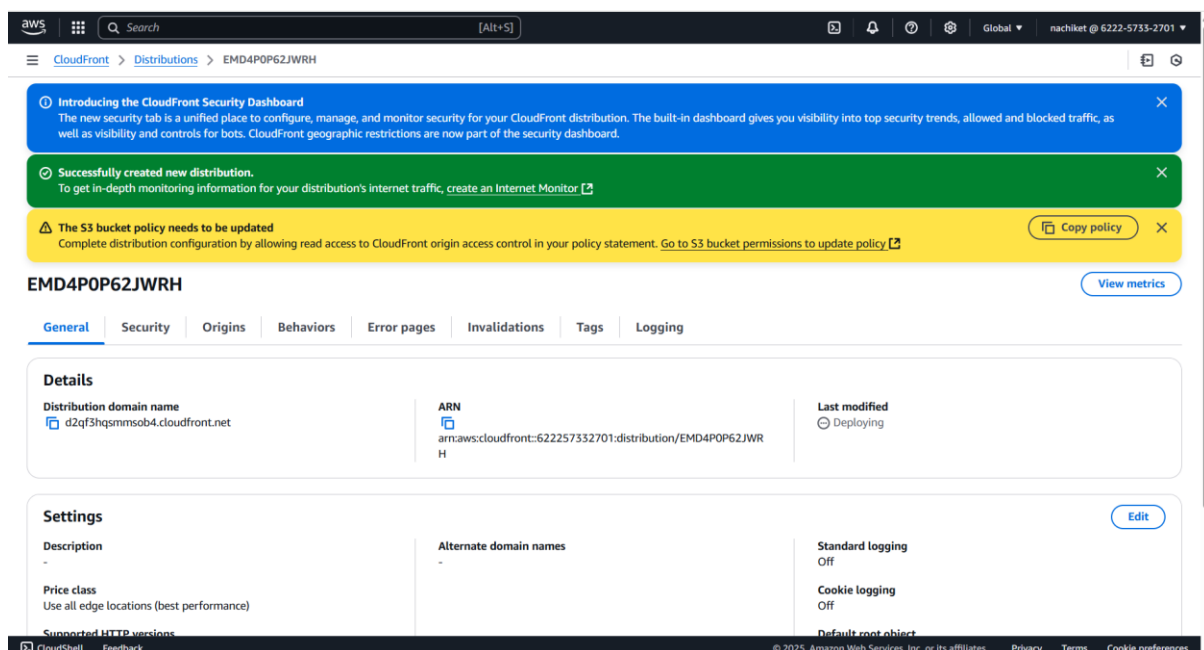 aws
Search [Alt+S] Global ▼ nachiket @ 6222-5733-2701 ▼
CloudFront > Distributions > EMD4P0P62JWRH
Introducing the CloudFront Security Dashboard
The new security tab is a unified place to configure, manage, and monitor security for your CloudFront distribution. The built-in dashboard gives you visibility into top security trends, allowed and blocked traffic, as
well as visibility and controls for bots. CloudFront geographic restrictions are now part of the security dashboard.
Successfully created new distribution.
To get in-depth monitoring information for your distribution's internet traffic, create an Internet Monitor
The S3 bucket policy needs to be updated
Complete distribution configuration by allowing read access to CloudFront origin access control in your policy statement. Go to S3 bucket permissions to update policy
Copy policy
EMD4P0P62JWRH
View metrics
General Security Origins Behaviors Error pages Invalidations Tags Logging
Details
Distribution domain name
d2qf3hqsmmsob4.cloudfront.net
ARN
arn:aws:cloudfront::622257332701:distribution/EMD4P0P62JWR
H
Last modified
Deploying
Settings
Edit
Description
-
Alternate domain names
-
Standard logging
Off
Price class
Use all edge locations (best performance)
Cookie logging
Off
Supported HTTP versions
Default root object
CloudShell Feedback © 2025, Amazon Web Services, Inc. or its affiliates. Privacy Terms Cookie preferences